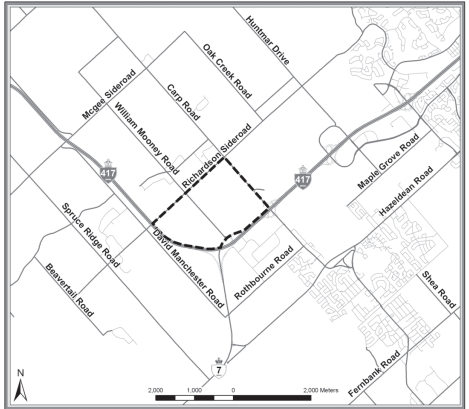 Huntmar Drive
Oak Creek Road
Mcgee Sideroad
Carp Road
William Mooney Road
Richardson Sideroad
417
417
Maple Grove Road
Hazeldean Road
Spruce Ridge Road
David Manchester Road
Beavertail Road
Rothbourne Road
Shea Road
7
Fernbank Road
N
2,000 1,000 0 2,000 Meters